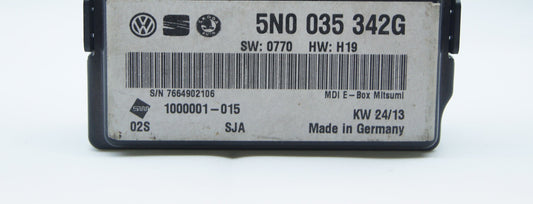 5N0 035 342G
SW: 0770 HW: H19
S/N 7664902106 MDI E-Box Mitsumi
1000001-015 KW 24/13
02S SJA Made in Germany